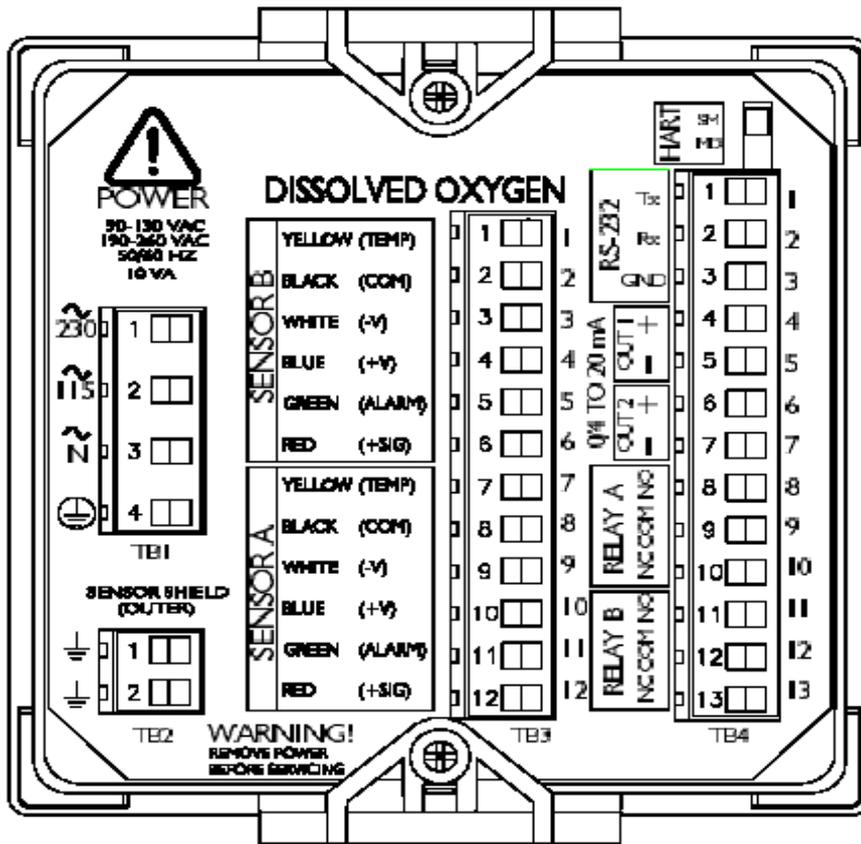 HART
SM
MD
POWER
90-130 VAC
190-260 VAC
50/60 HZ
10 VA
DISSOLVED OXYGEN
230
115
N
1
2
3
4
TB1
SENSOR SHIELD
(OUTER)
1
2
TB2
SENSOR B
YELLOW (TEMP)
BLACK (COM)
WHITE (-V)
BLUE (+V)
GREEN (ALARM)
RED (+SIG)
SENSOR A
YELLOW (TEMP)
BLACK (COM)
WHITE (-V)
BLUE (+V)
GREEN (ALARM)
RED (+SIG)
1 1
2 2
3 3
4 4
5 5
6 6
7 7
8 8
9 9
10 10
11 11
12 12
TB3
RS-232
Tx
Rx
GND
0/4 TO 20 mA
OUT 1 + -
OUT 2 + -
RELAY A
NC COM NO
RELAY B
NC COM NO
1 1
2 2
3 3
4 4
5 5
6 6
7 7
8 8
9 9
10 10
11 11
12 12
13 13
TB4
WARNING!
REMOVE POWER
BEFORE SERVICING